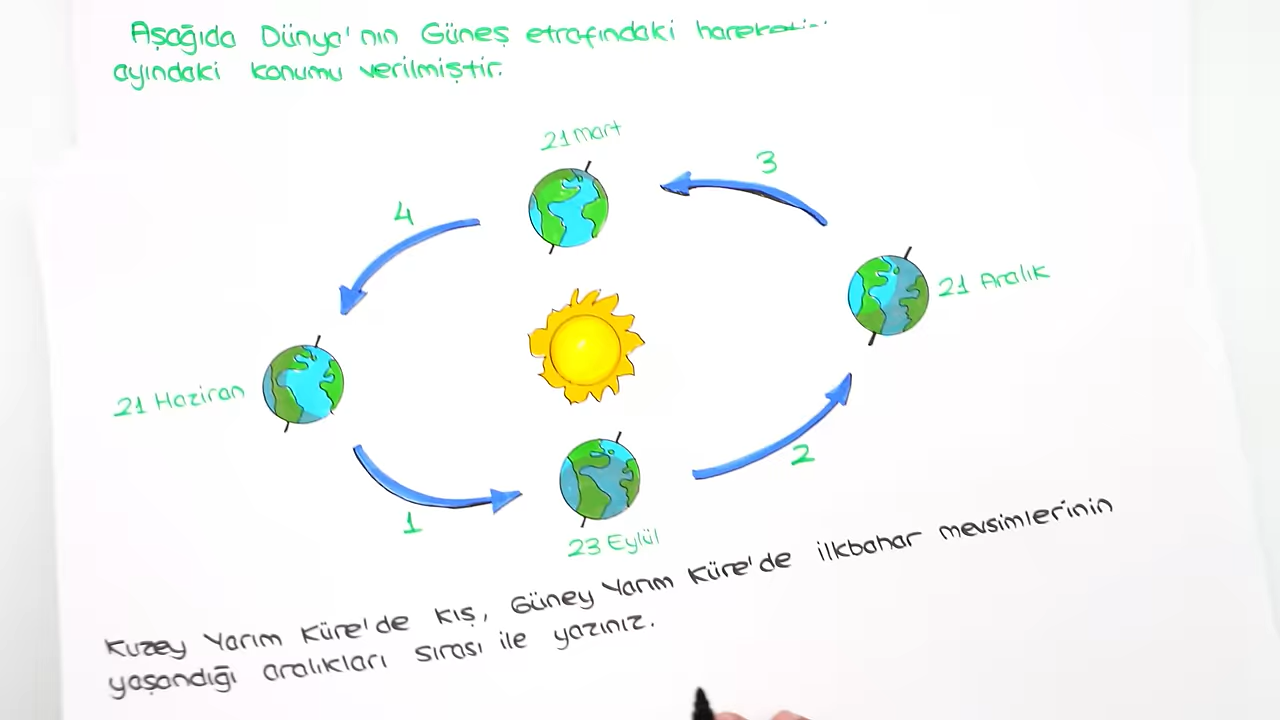 Aşağıda Dünya'nın Güneş etrafındaki
ayındaki konumu verilmiştir.
21 Mart
3
4
21 Aralık
21 Haziran
2
1
23 Eylül
Kuzey Yarım Küre'de kış, Güney Yarım Küre'de ilkbahar mevsimlerinin
yaşandığı aralıkları sırası ile yazınız.